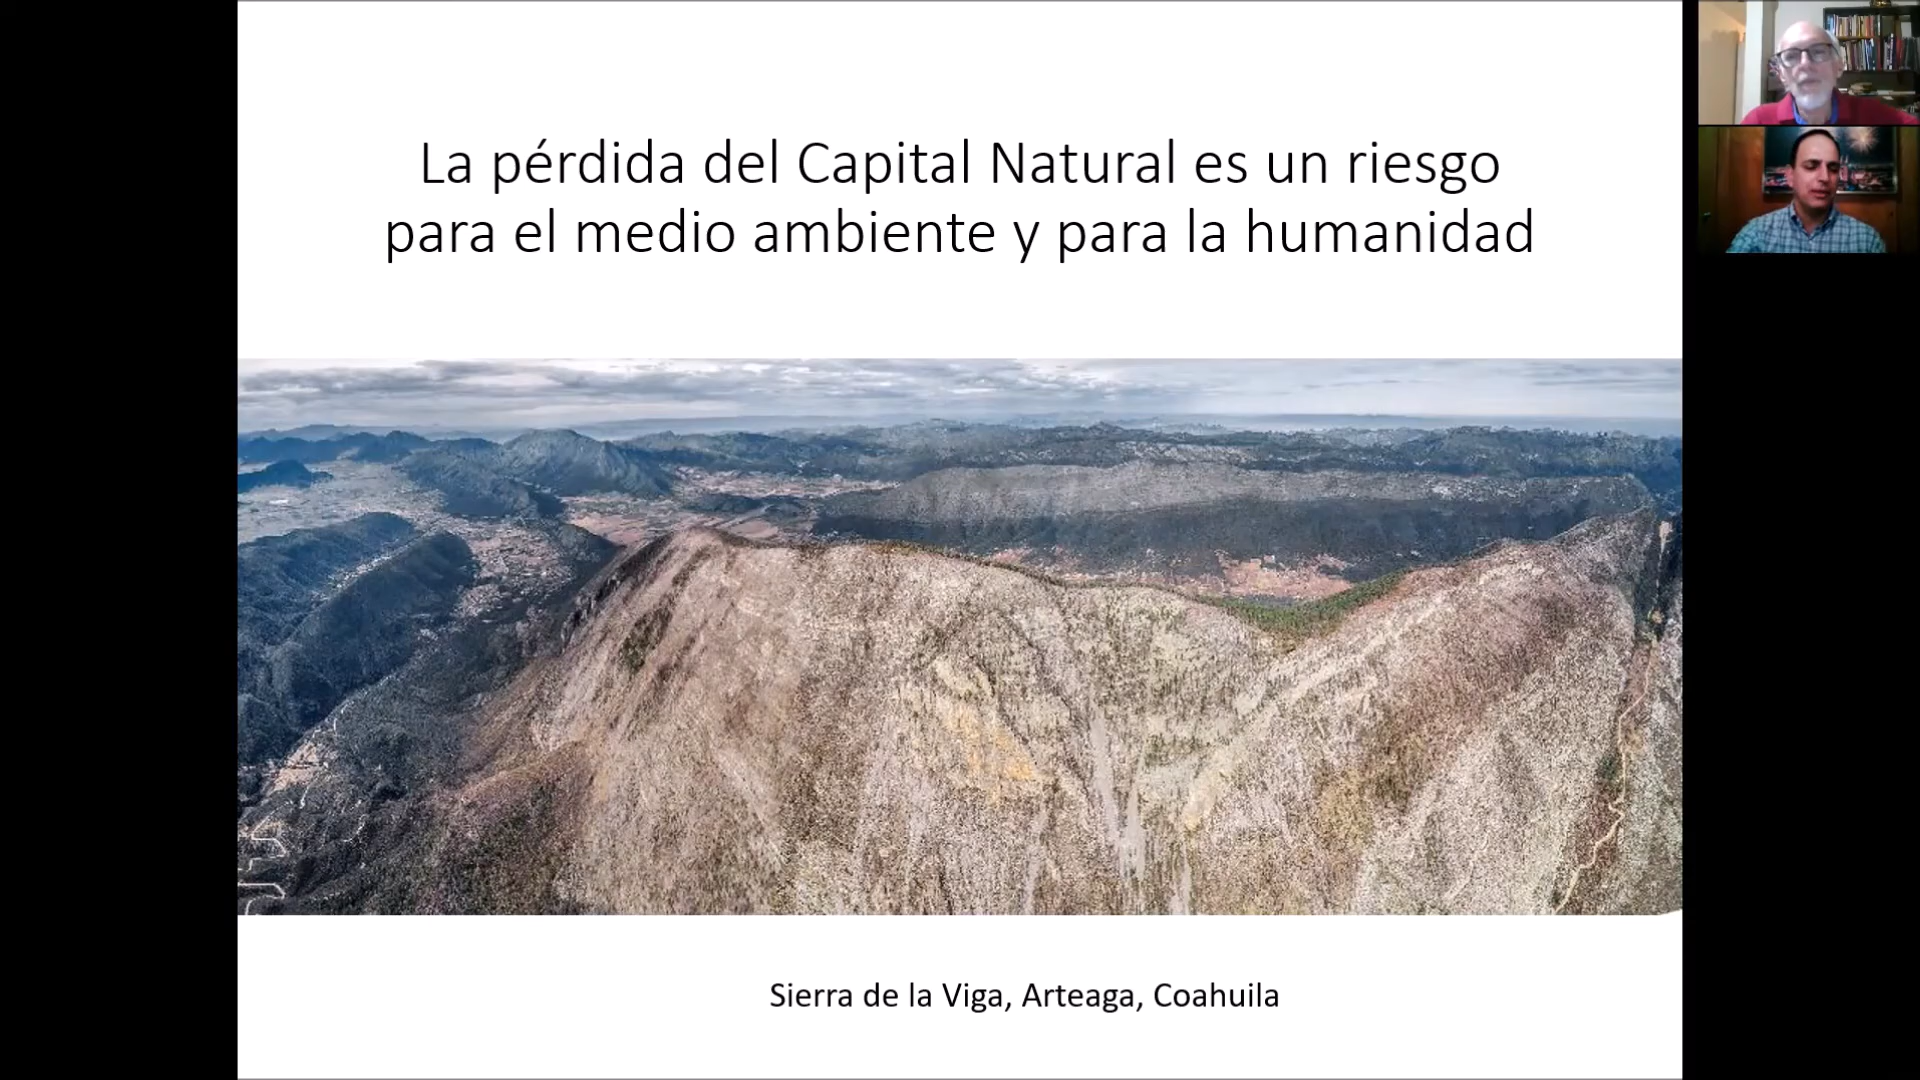 La pérdida del Capital Natural es un riesgo
para el medio ambiente y para la humanidad
Sierra de la Viga, Arteaga, Coahuila